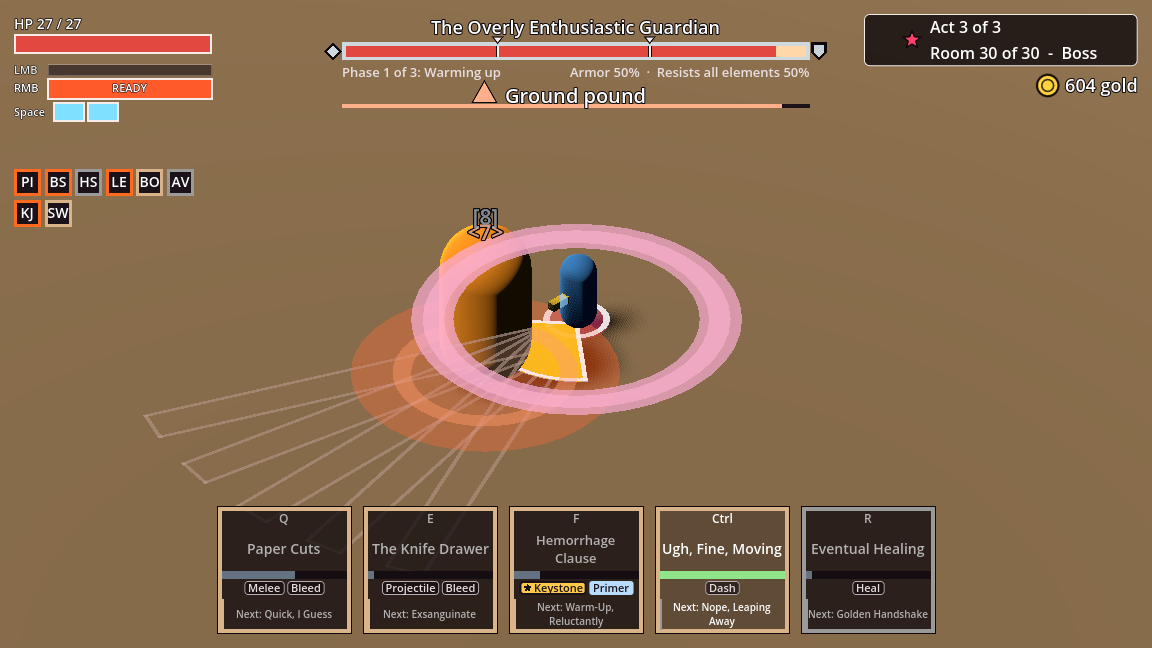 HP 27 / 27
LMB
RMB READY
Space
PI BS HS LE BO AV
KJ SW
The Overly Enthusiastic Guardian
Phase 1 of 3: Warming up Armor 50% · Resists all elements 50%
Ground pound
Act 3 of 3
Room 30 of 30 - Boss
604 gold
[8]
<7>
Q
Paper Cuts
Melee Bleed
Next: Quick, I Guess
E
The Knife Drawer
Projectile Bleed
Next: Exsanguinate
F
Hemorrhage
Clause
Keystone Primer
Next: Warm-Up,
Reluctantly
Ctrl
Ugh, Fine, Moving
Dash
Next: Nope, Leaping
Away
R
Eventual Healing
Heal
Next: Golden Handshake